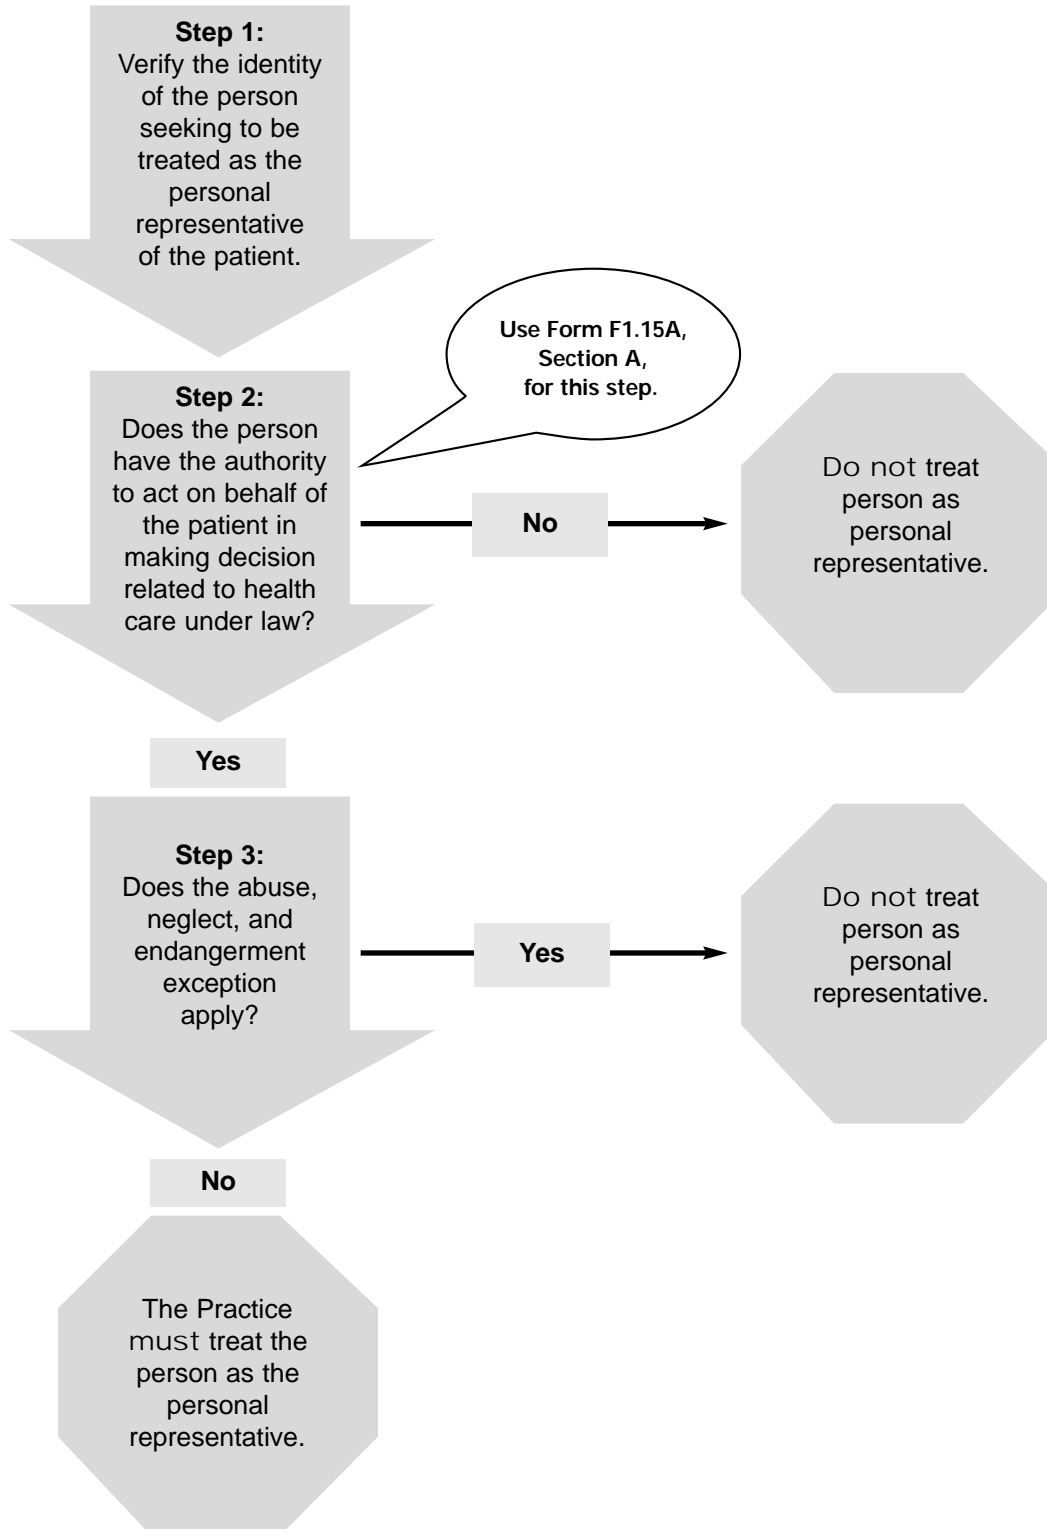 Step 1:
Verify the identity
of the person
seeking to be
treated as the
personal
representative
of the patient.
Use Form F1.15A,
Section A,
for this step.
Step 2:
Does the person
have the authority
to act on behalf of
the patient in
making decision
related to health
care under law?
No
Do not treat
person as
personal
representative.
Yes
Step 3:
Does the abuse,
neglect, and
endangerment
exception
apply?
Yes
Do not treat
person as
personal
representative.
No
The Practice
must treat the
person as the
personal
representative.